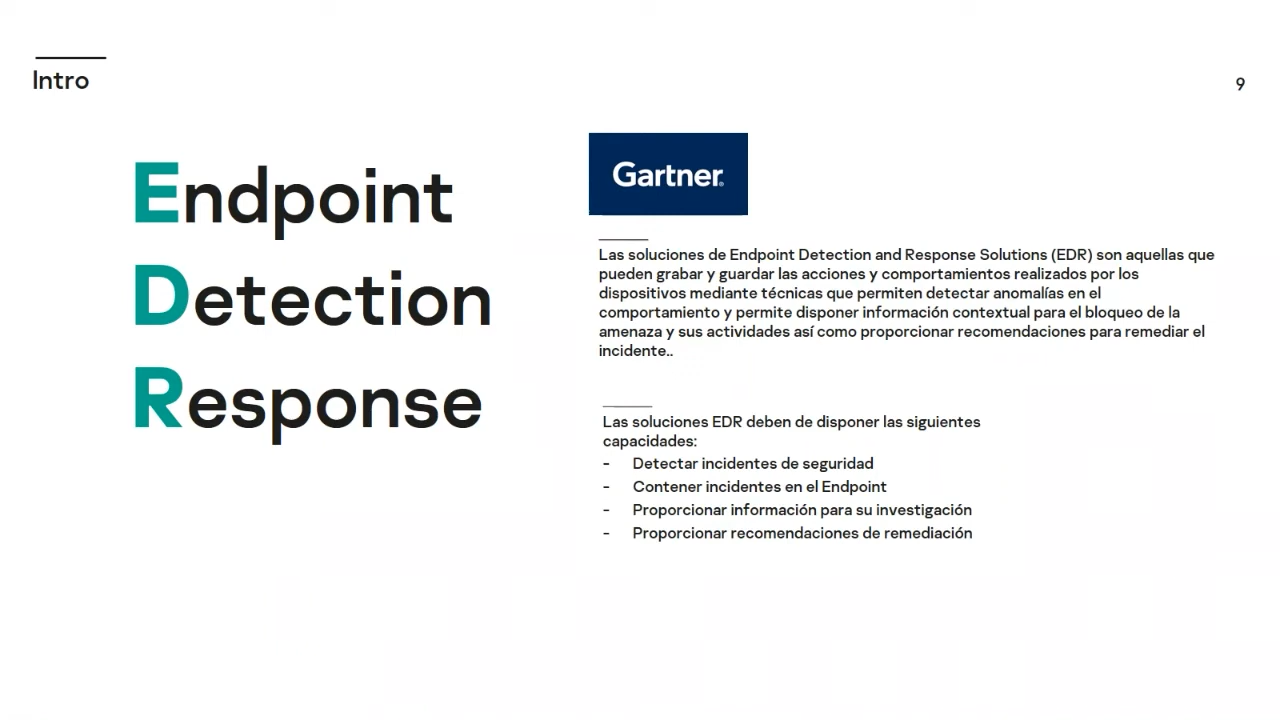 Intro
9
Endpoint
Detection
Response
Gartner®
Las soluciones de Endpoint Detection and Response Solutions (EDR) son aquellas que
pueden grabar y guardar las acciones y comportamientos realizados por los
dispositivos mediante técnicas que permiten detectar anomalías en el
comportamiento y permite disponer información contextual para el bloqueo de la
amenaza y sus actividades así como proporcionar recomendaciones para remediar el
incidente..
Las soluciones EDR deben de disponer las siguientes
capacidades:
- Detectar incidentes de seguridad
- Contener incidentes en el Endpoint
- Proporcionar información para su investigación
- Proporcionar recomendaciones de remediación